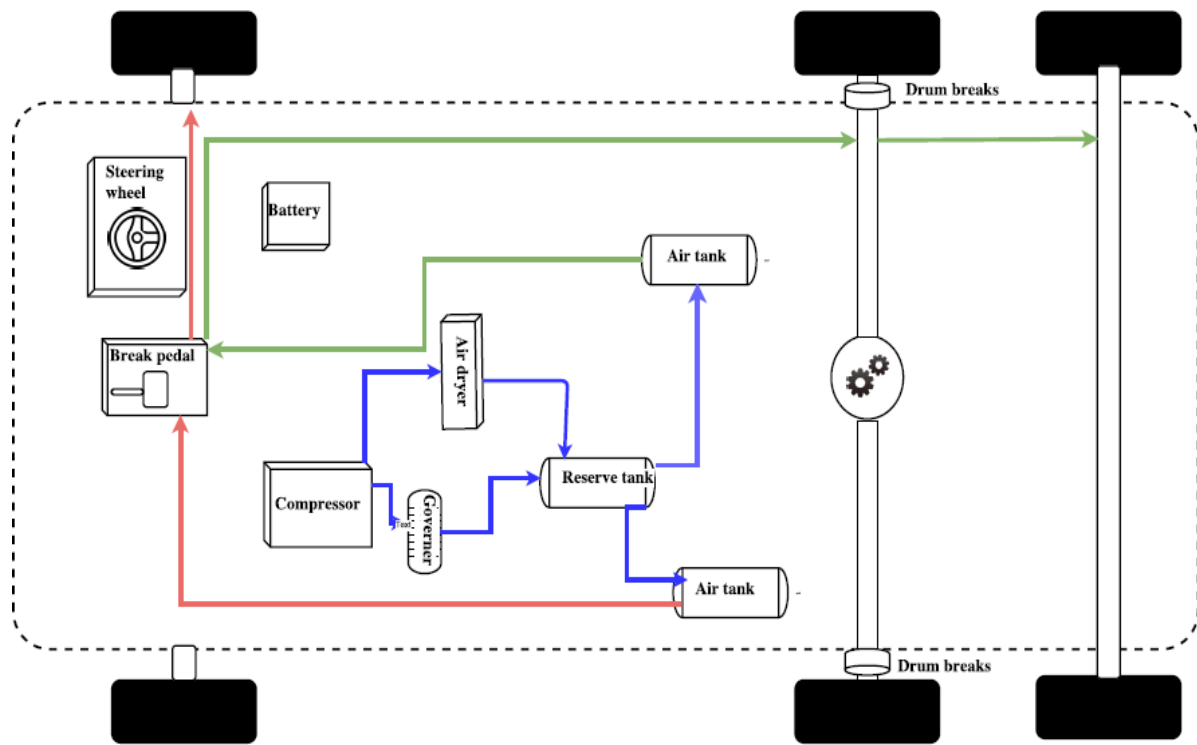 Drum breaks
Steering
wheel
Battery
Air tank
Break pedal
Air dryer
Reserve tank
Compressor
Text
Governer
Air tank
Drum breaks